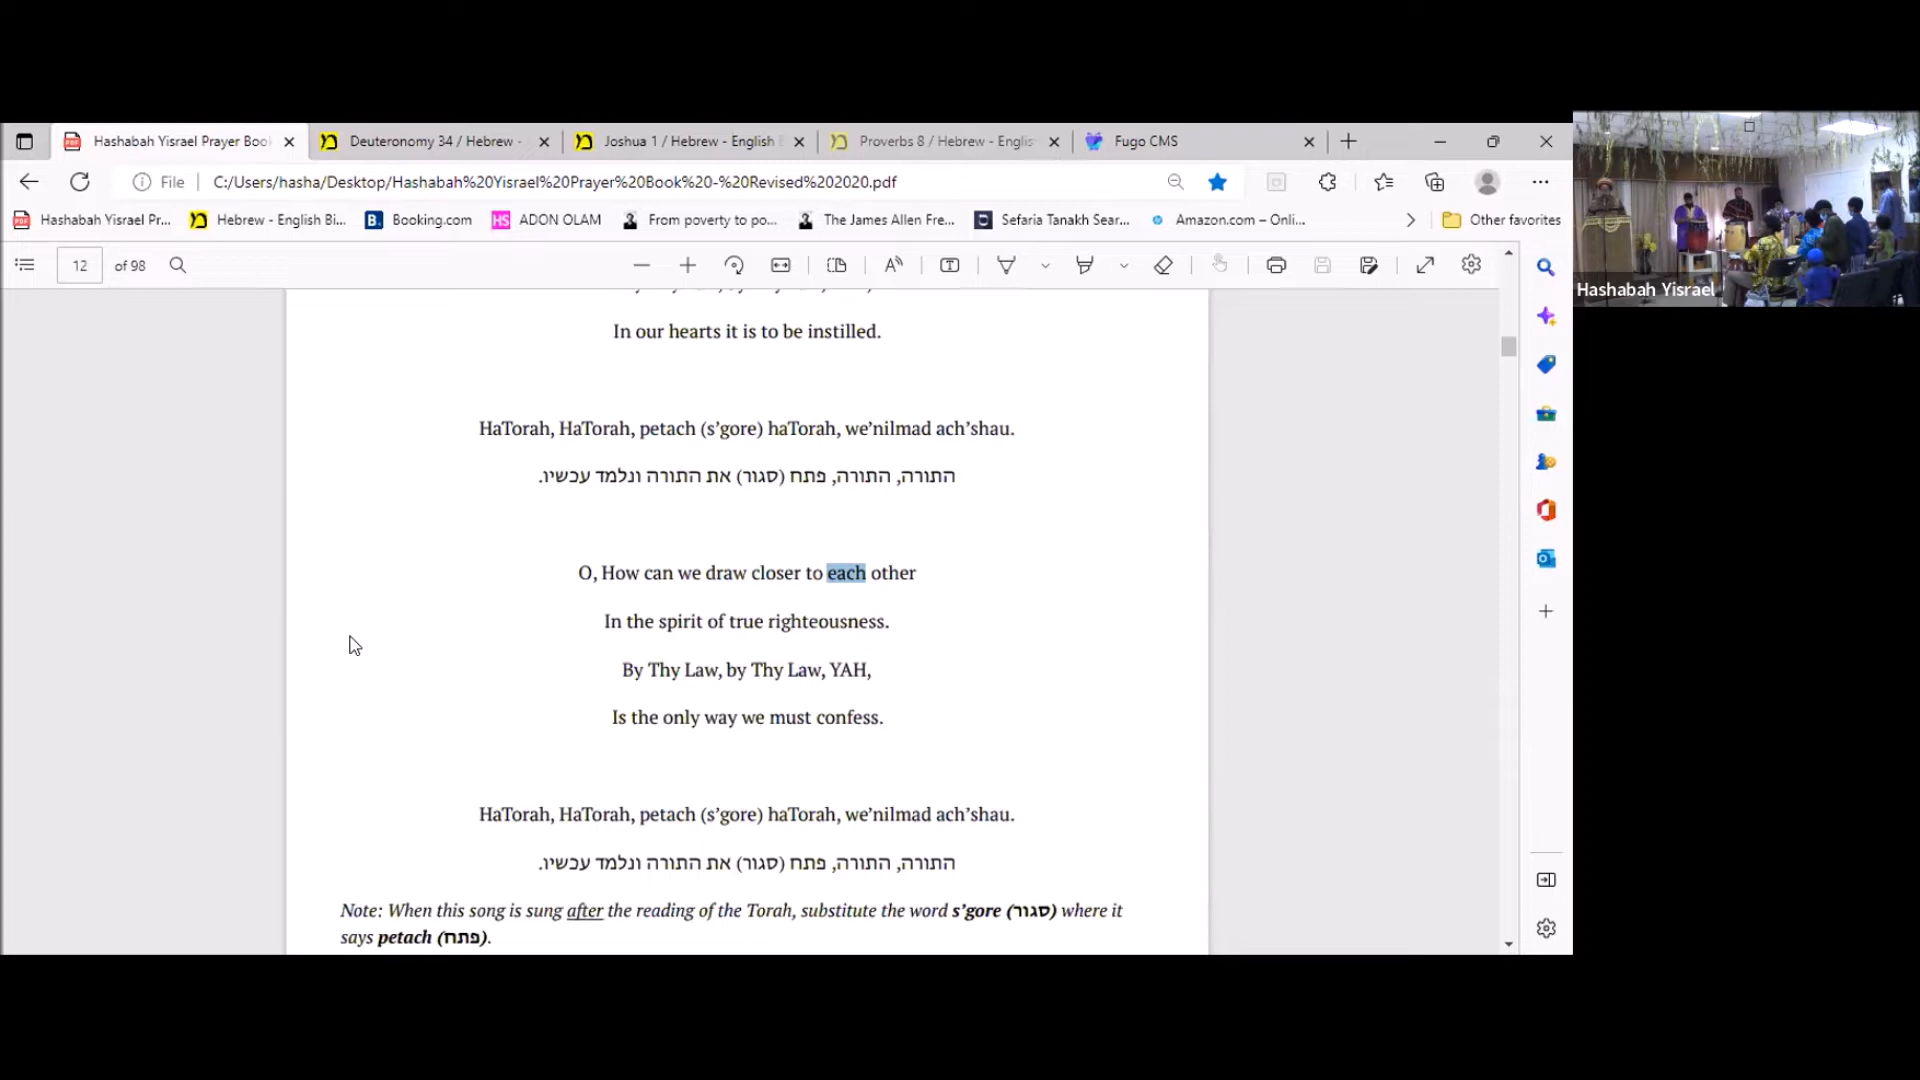 Hashabah Yisrael Prayer Book
Deuteronomy 34 / Hebrew -
Joshua 1 / Hebrew - English
Proverbs 8 / Hebrew - Englis
Fugo CMS
File
C:/Users/hasha/Desktop/Hashabah%20Yisrael%20Prayer%20Book%20-%20Revised%202020.pdf
Hashabah Yisrael Pr...
Hebrew - English Bi...
B.
Booking.com
HS
ADON OLAM
From poverty to po...
The James Allen Fre...
Sefaria Tanakh Sear...
Amazon.com – Onli...
Other favorites
12
of 98
In our hearts it is to be instilled.
HaTorah, HaTorah, petach (s’gore) haTorah, we’nilmad ach’shau.
התורה, התורה, פתח (סגור) את התורה ונלמד עכשיו.
O, How can we draw closer to each other
In the spirit of true righteousness.
By Thy Law, by Thy Law, YAH,
Is the only way we must confess.
HaTorah, HaTorah, petach (s’gore) haTorah, we’nilmad ach’shau.
התורה, התורה, פתח (סגור) את התורה ונלמד עכשיו.
Note: When this song is sung after the reading of the Torah, substitute the word s’gore (סגור) where it
says petach (פתח).
Hashabah Yisrael